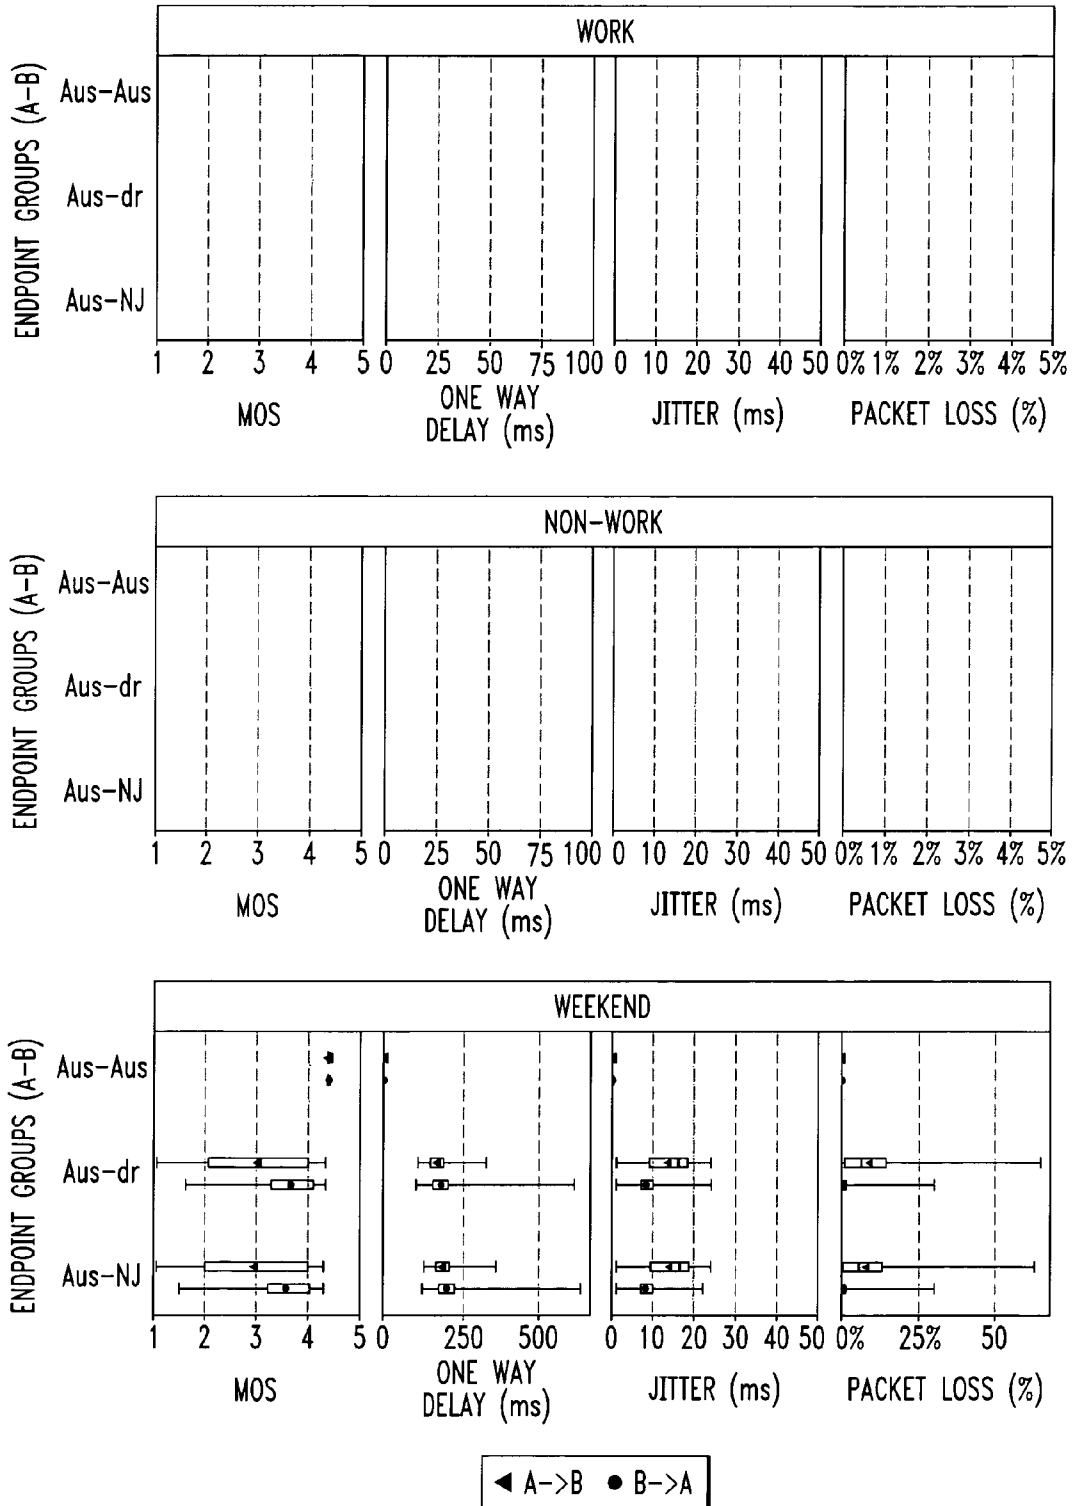 WORK
ENDPOINT GROUPS (A-B)
Aus-Aus
Aus-dr
Aus-NJ
1 2 3 4 5 0 25 50 75 100 0 10 20 30 40 50 0% 1% 2% 3% 4% 5%
MOS
ONE WAY
DELAY (ms)
JITTER (ms)
PACKET LOSS (%)
NON-WORK
ENDPOINT GROUPS (A-B)
Aus-Aus
Aus-dr
Aus-NJ
1 2 3 4 5 0 25 50 75 100 0 10 20 30 40 50 0% 1% 2% 3% 4% 5%
MOS
ONE WAY
DELAY (ms)
JITTER (ms)
PACKET LOSS (%)
WEEKEND
ENDPOINT GROUPS (A-B)
Aus-Aus
Aus-dr
Aus-NJ
1 2 3 4 5 0 250 500 0 10 20 30 40 50 0% 25% 50
MOS
ONE WAY
DELAY (ms)
JITTER (ms)
PACKET LOSS (%)
◄ A->B ● B->A